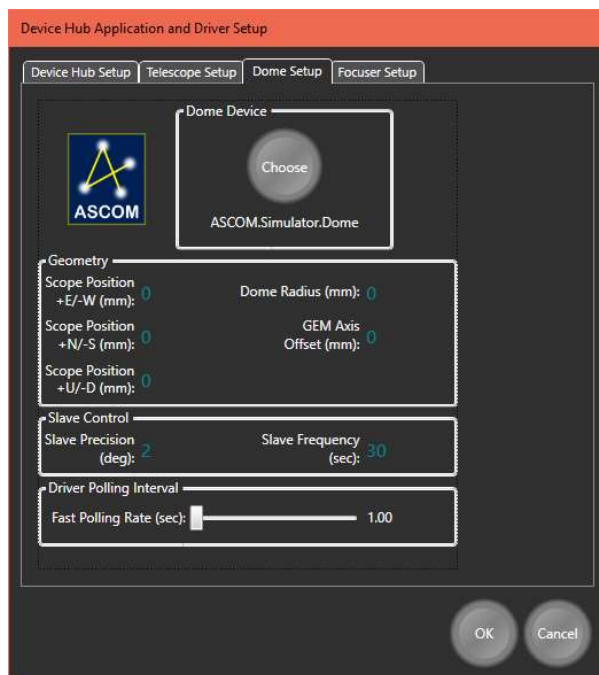 Device Hub Application and Driver Setup
Device Hub Setup Telescope Setup Dome Setup Focuser Setup
Dome Device
Choose
ASCOM
ASCOM.Simulator.Dome
Geometry
Scope Position
+E/-W (mm): 0
Dome Radius (mm): 0
Scope Position
+N/-S (mm): 0
GEM Axis
Offset (mm): 0
Scope Position
+U/-D (mm): 0
Slave Control
Slave Precision
(deg): 2
Slave Frequency
(sec): 30
Driver Polling Interval
Fast Polling Rate (sec): 1.00
OK Cancel